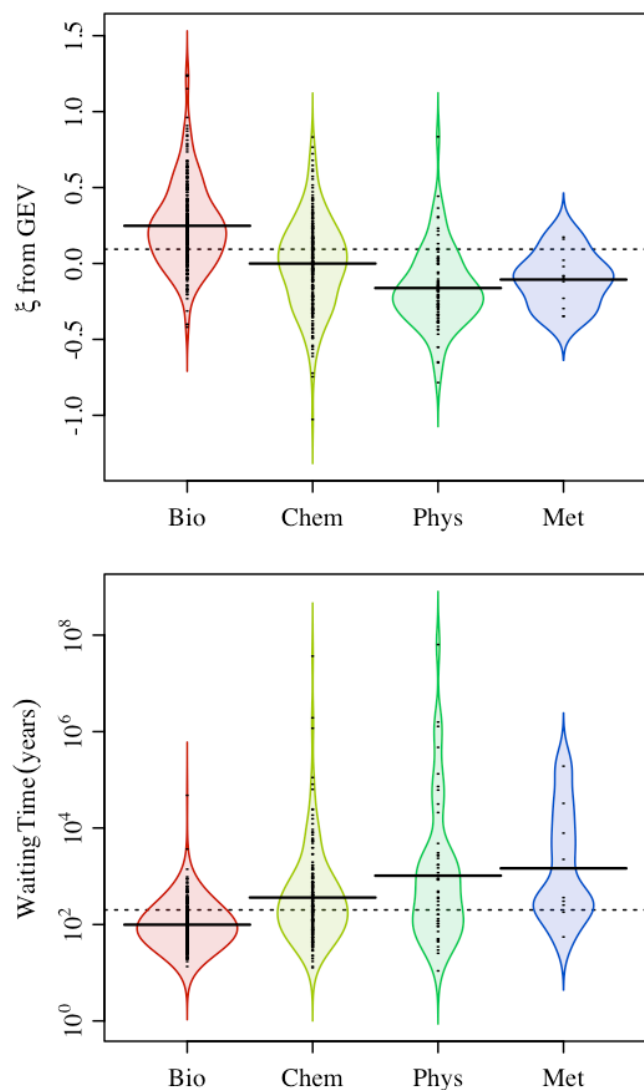 ξ from GEV
1.5
1.0
0.5
0.0
-0.5
-1.0
Bio Chem Phys Met
Waiting Time (years)
10^8
10^6
10^4
10^2
10^0
Bio Chem Phys Met